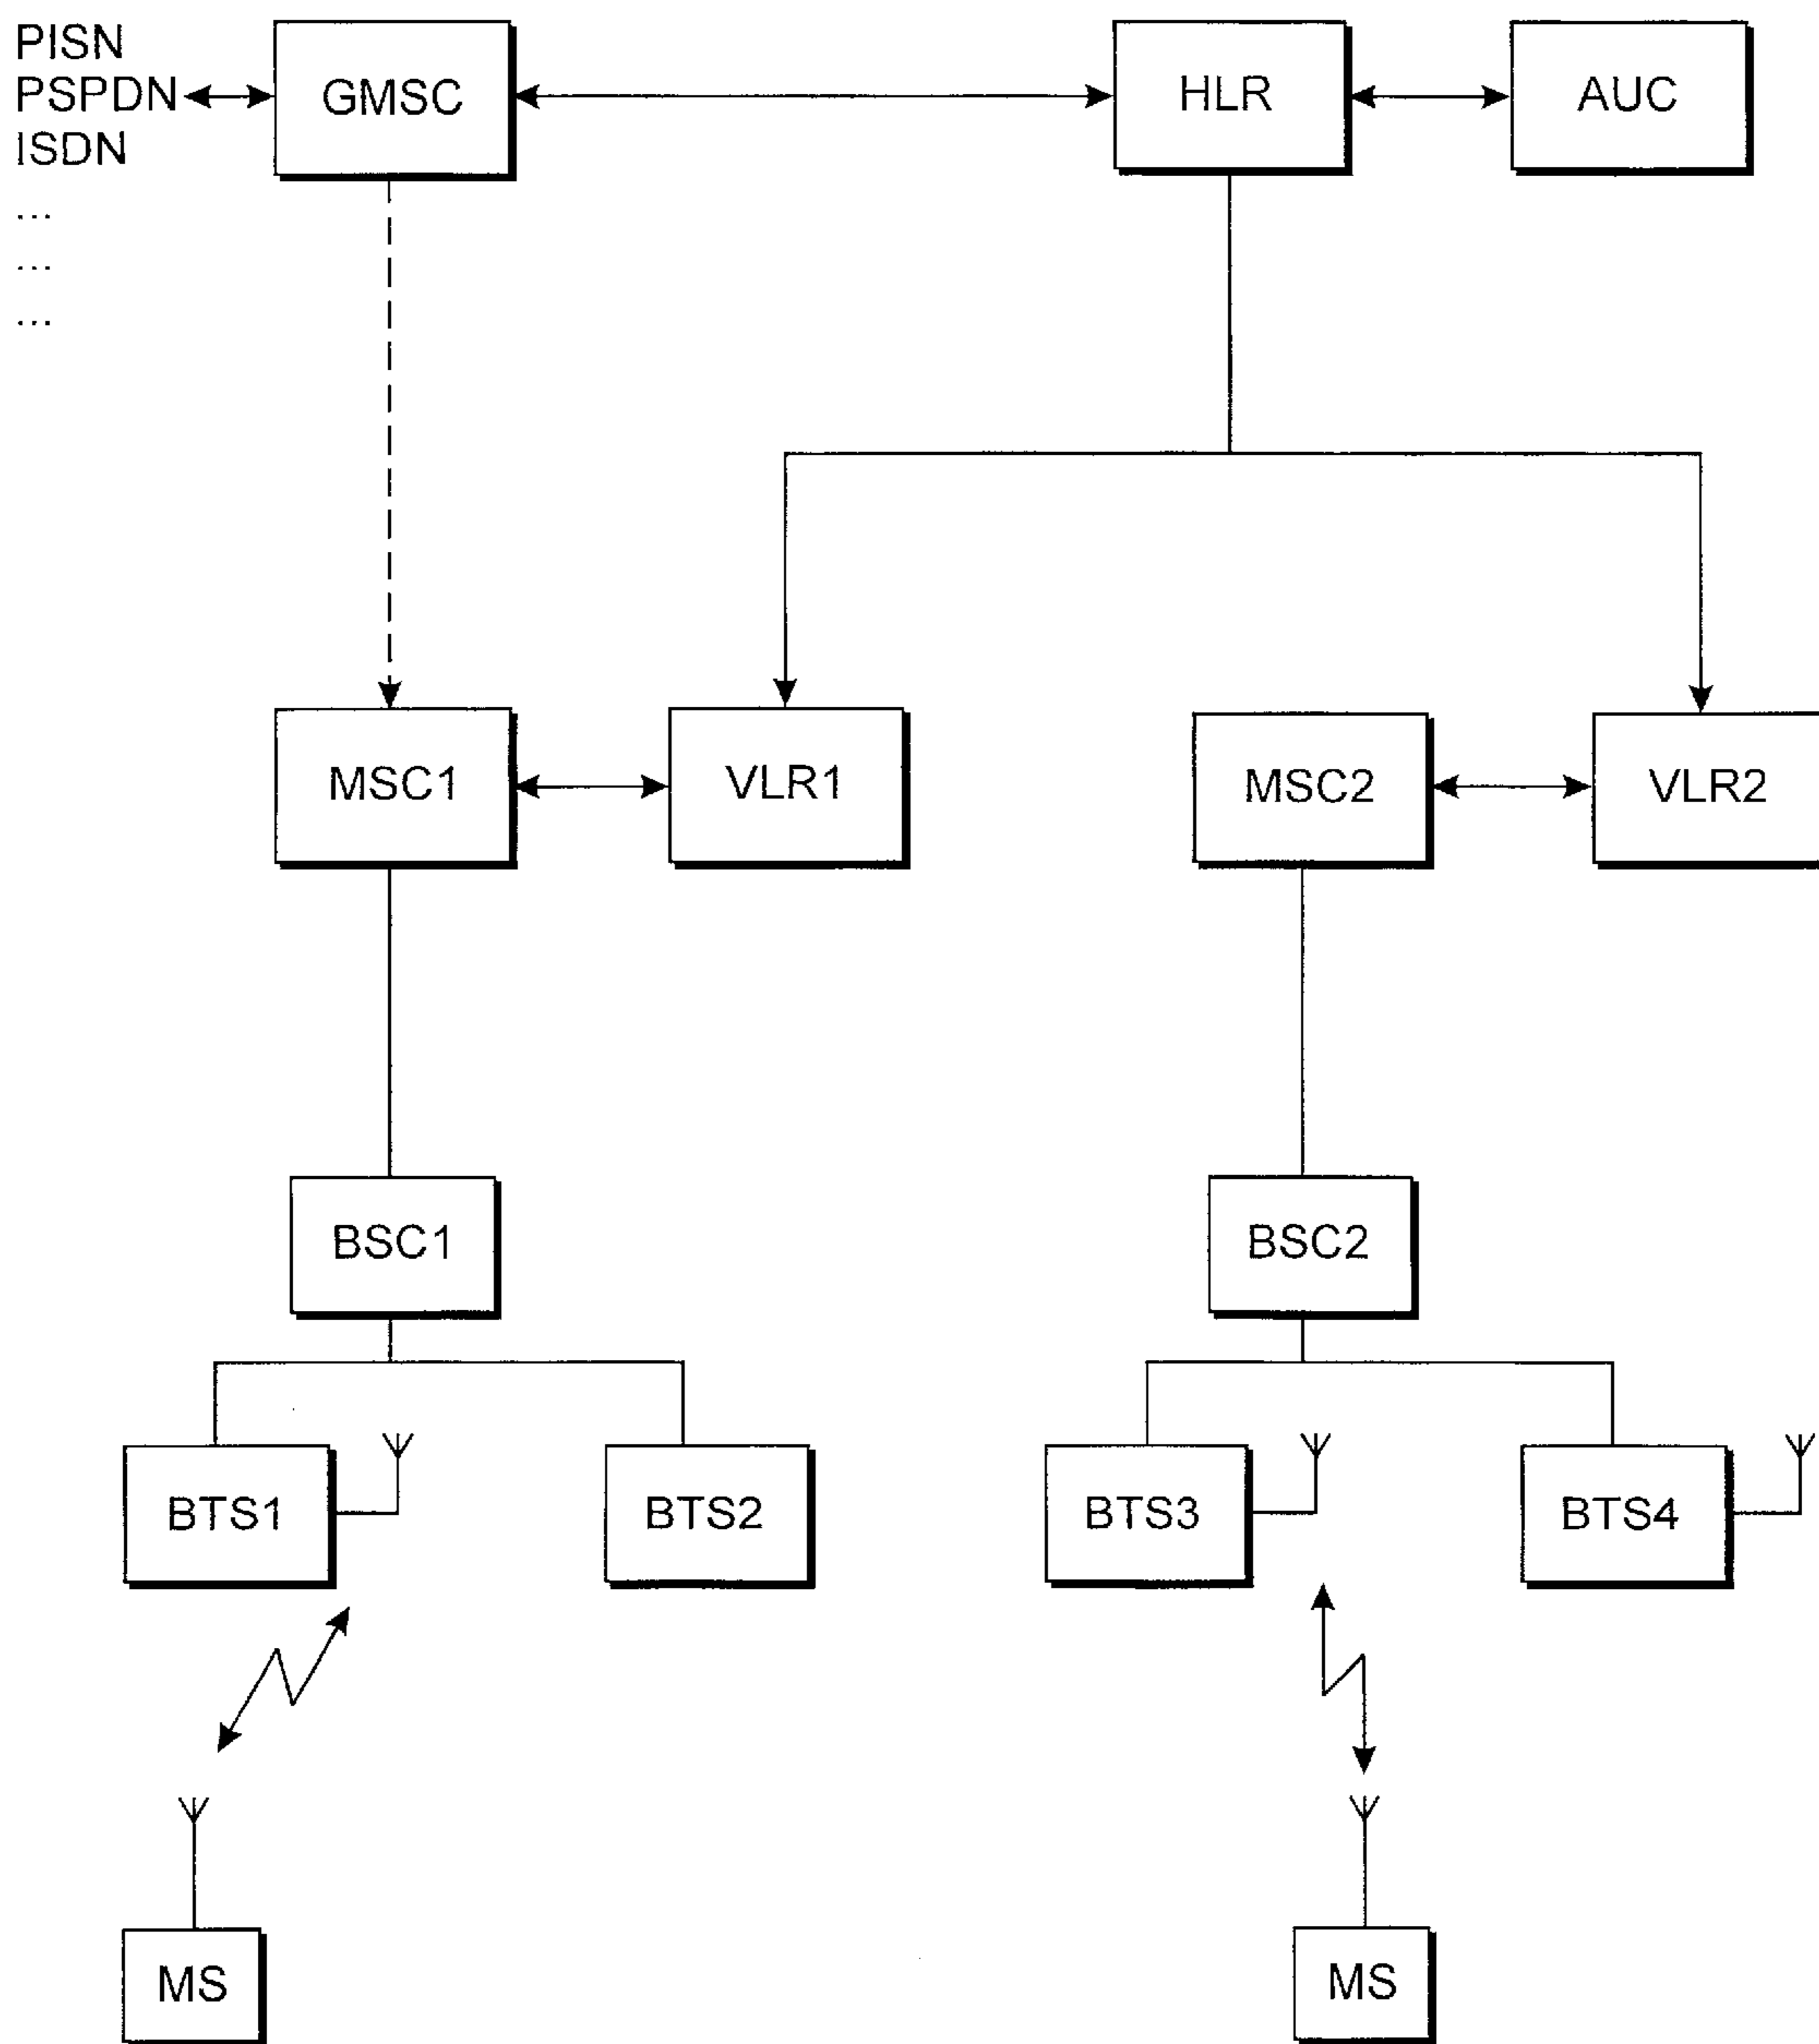 PISN
PSPDN
ISDN
...
...
...
GMSC
HLR
AUC
MSC1
VLR1
MSC2
VLR2
BSC1
BSC2
BTS1
BTS2
BTS3
BTS4
MS
MS